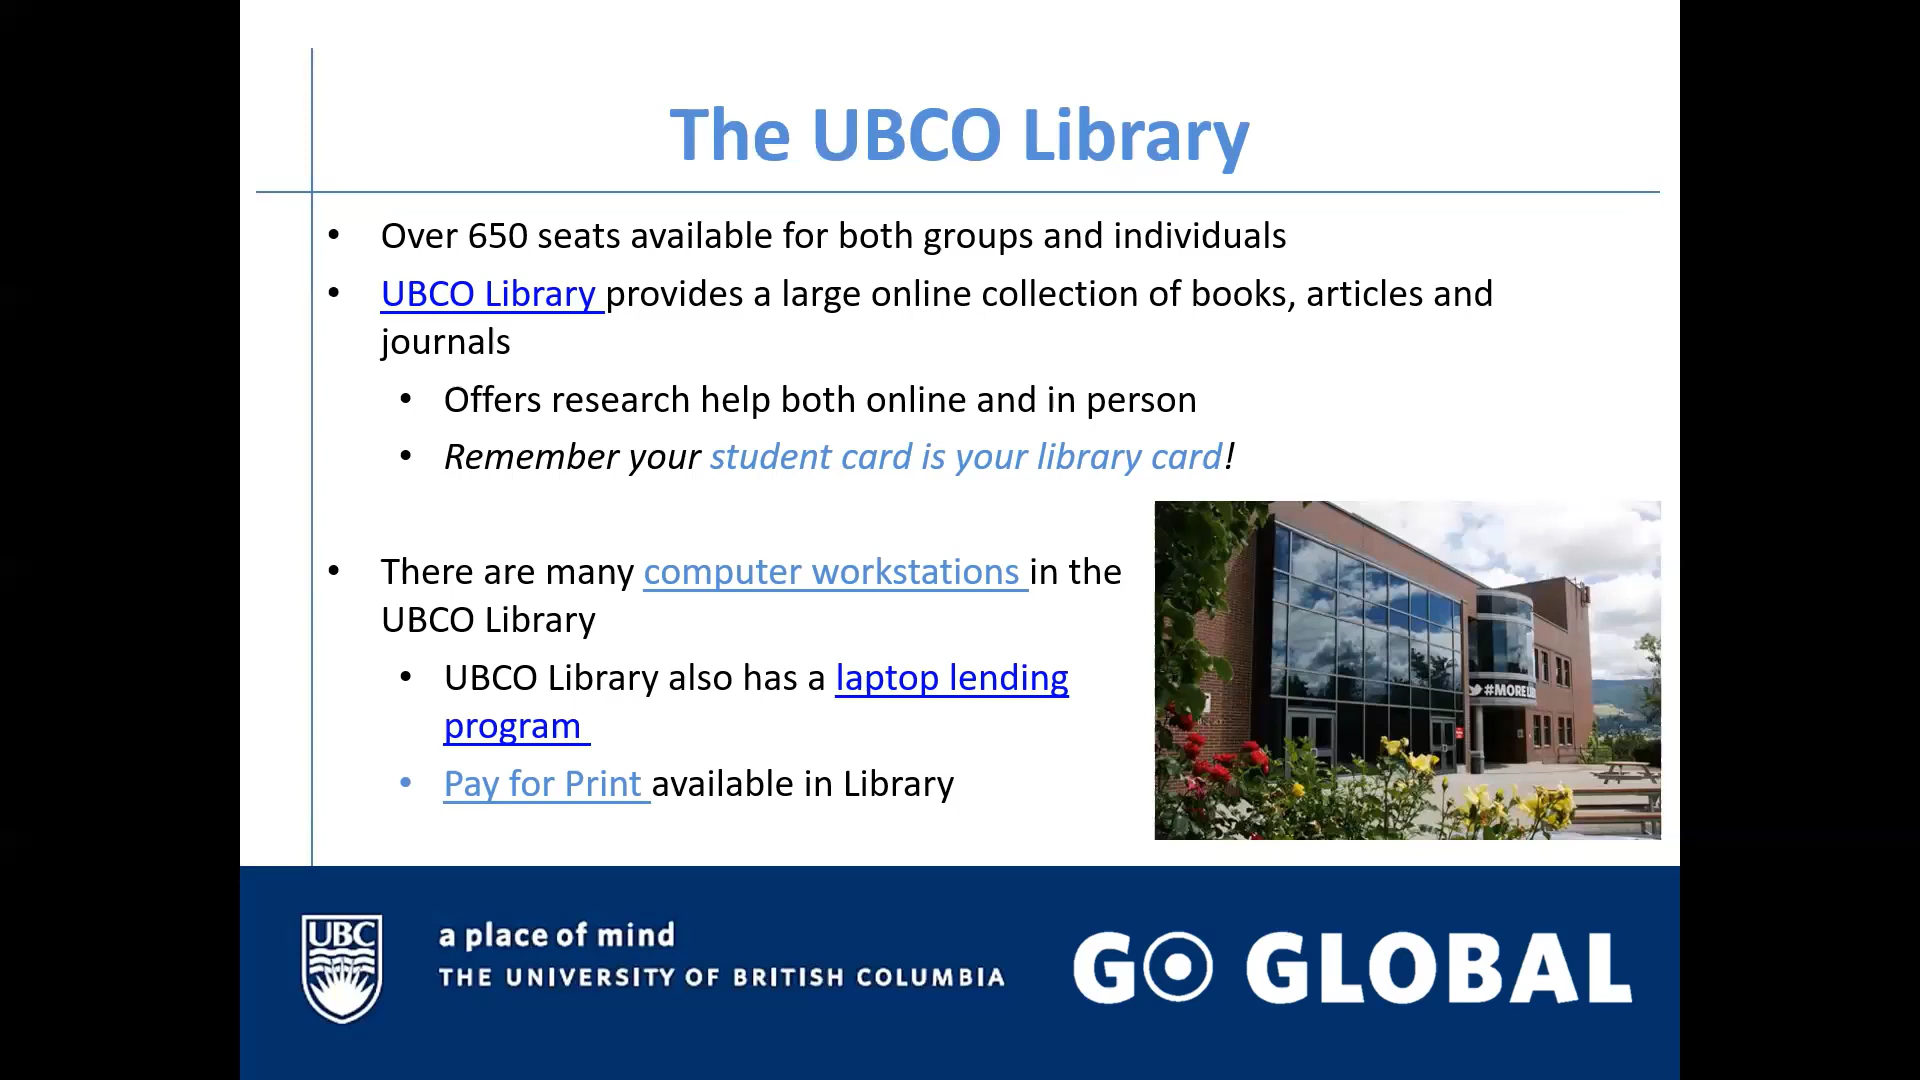 The UBCO Library
• Over 650 seats available for both groups and individuals
• UBCO Library provides a large online collection of books, articles and
journals
• Offers research help both online and in person
• Remember your student card is your library card!
• There are many computer workstations in the
UBCO Library
• UBCO Library also has a laptop lending
program
• Pay for Print available in Library
#MORE
UBC
a place of mind
THE UNIVERSITY OF BRITISH COLUMBIA
GO GLOBAL